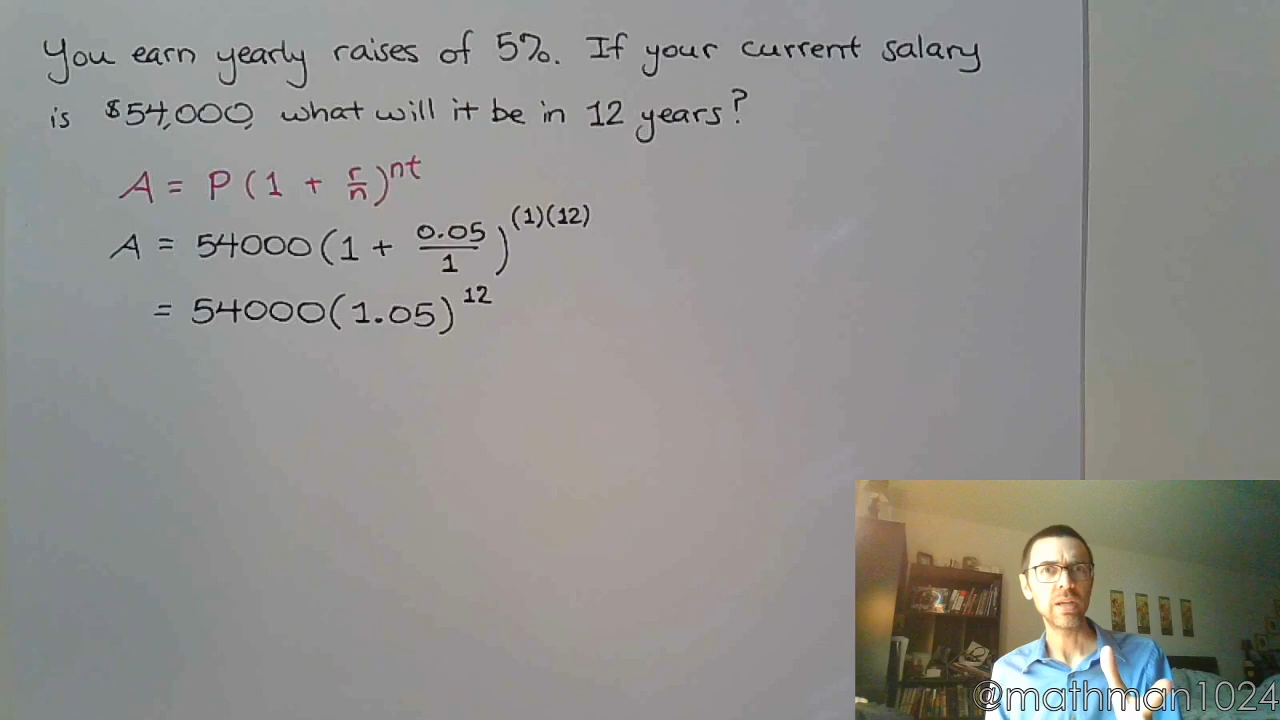 You earn yearly raises of 5%. If your current salary
is $54,000, what will it be in 12 years?
A = P(1 + r/n)^nt
A = 54000(1 + 0.05/1)^(1)(12)
= 54000(1.05)^12
@mathman1024